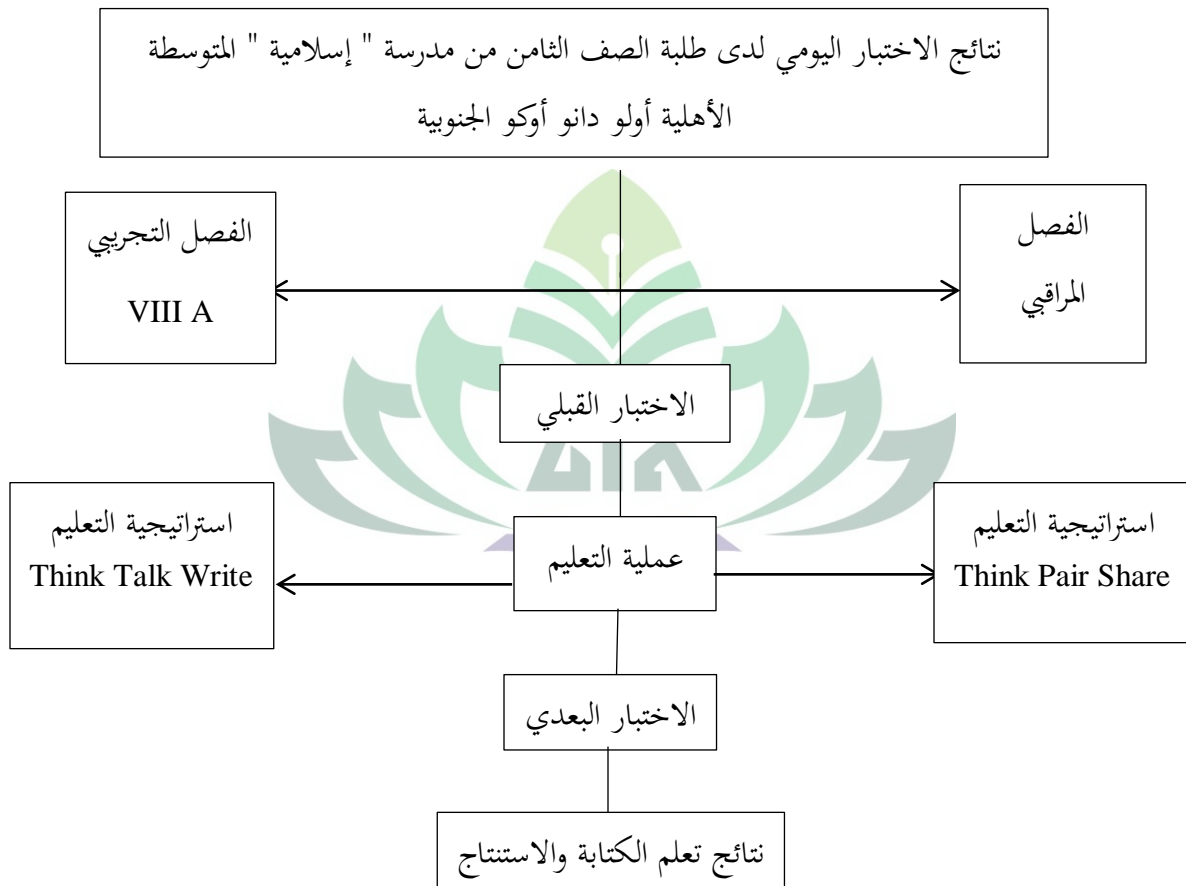 نتائج الاختبار اليومي لدى طلبة الصف الثامن من مدرسة " إسلامية " المتوسطة
الأهلية أولو دانو أوكو الجنوبية
الفصل
المراقبي
الفصل التجريبي
VIII A
الاختبار القبلي
استراتيجية التعليم
Think Pair Share
عملية التعليم
استراتيجية التعليم
Think Talk Write
الاختبار البعدي
نتائج تعلم الكتابة والاستنتاج